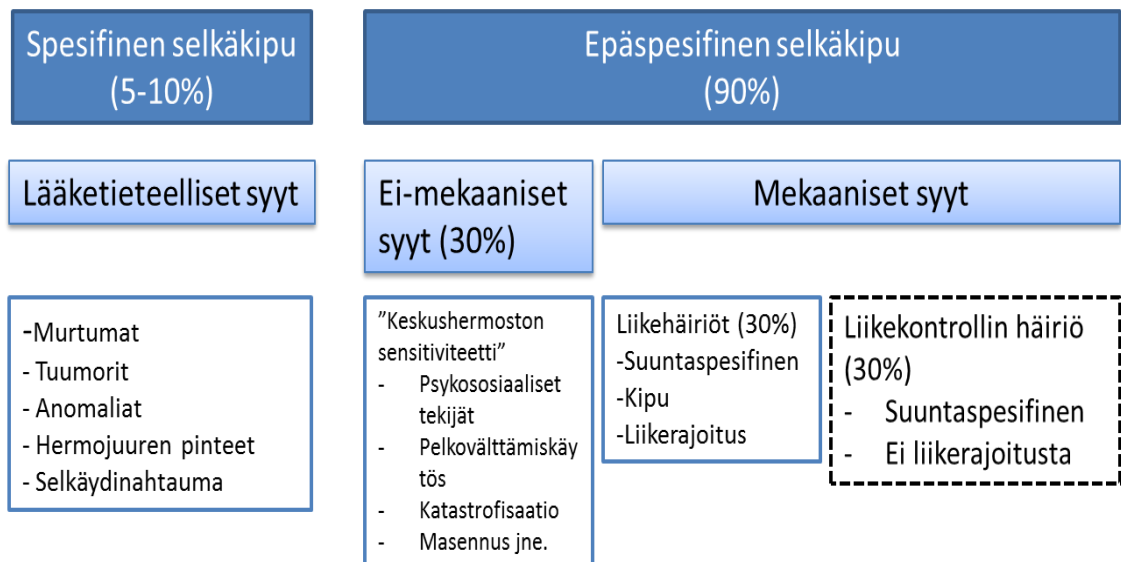 Spesifinen selkäkipu
(5-10%)
Epäspesifinen selkäkipu
(90%)
Lääketieteelliset syyt
Ei-mekaaniset
syyt (30%)
Mekaaniset syyt
-Murtumat
- Tuumorit
- Anomaliat
- Hermojuuren pinteet
- Selkäydinahtauma
”Keskushermoston
sensitiviteetti”
- Psykososiaaliset
tekijät
- Pelkovälttämiskäy
tös
- Katastrofisaatio
- Masennus jne.
Liikehäiriöt (30%)
-Suuntaspesifinen
-Kipu
-Liikerajoitus
Liikekontrollin häiriö
(30%)
- Suuntaspesifinen
- Ei liikerajoitusta